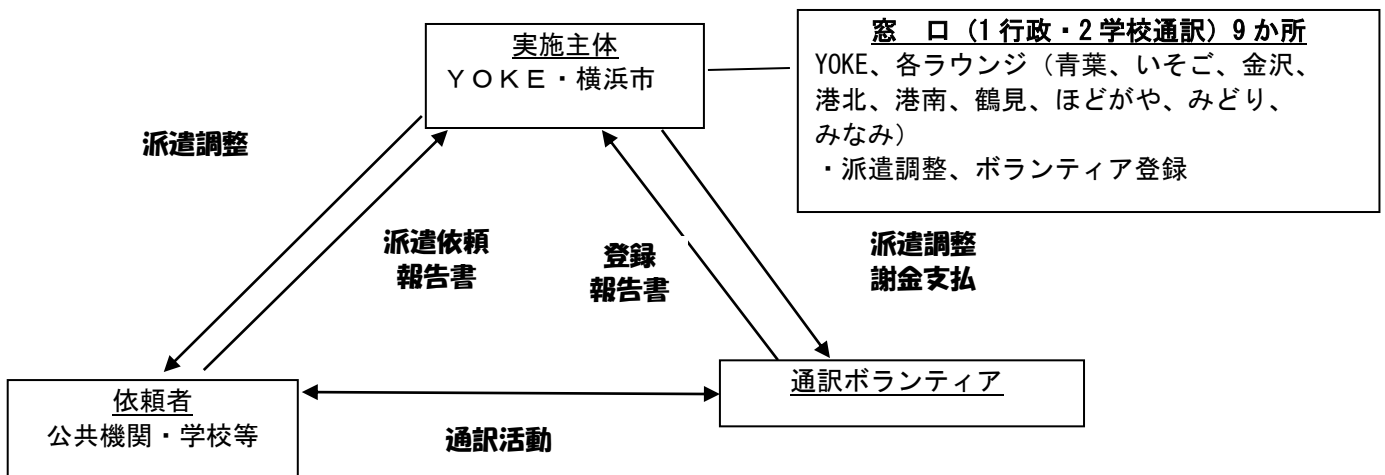 実施主体
ＹＯＫＥ・横浜市
窓　口（1 行政・2 学校通訳）9 か所
YOKE、各ラウンジ（青葉、いそご、金沢、
港北、港南、鶴見、ほどがや、みどり、
みなみ）
・派遣調整、ボランティア登録
派遣調整
派遣依頼
報告書
登録
報告書
派遣調整
謝金支払
依頼者
公共機関・学校等
通訳活動
通訳ボランティア